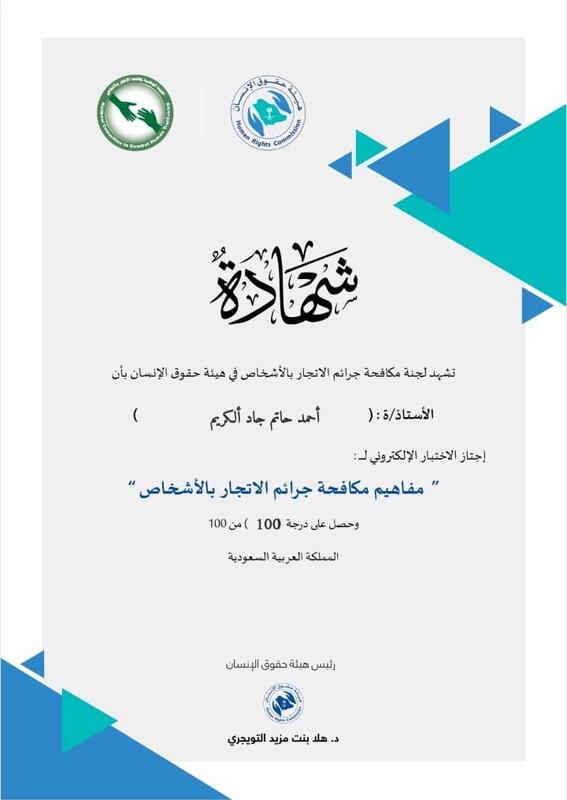 هيئة حقوق الإنسان
Human Rights Commission
شهادةٌ
تشهد لجنة مكافحة جرائم الاتجار بالأشخاص في هيئة حقوق الإنسان بأن
الأستاذ/ة : ( أحمد حاتم جاد ألكريم )
إجتاز الاختبار الإلكتروني لـ :
” مفاهيم مكافحة جرائم الاتجار بالأشخاص “
وحصل على درجة 100 ) من 100
المملكة العربية السعودية
رئيس هيئة حقوق الإنسان
د. هلا بنت مزيد التويجري